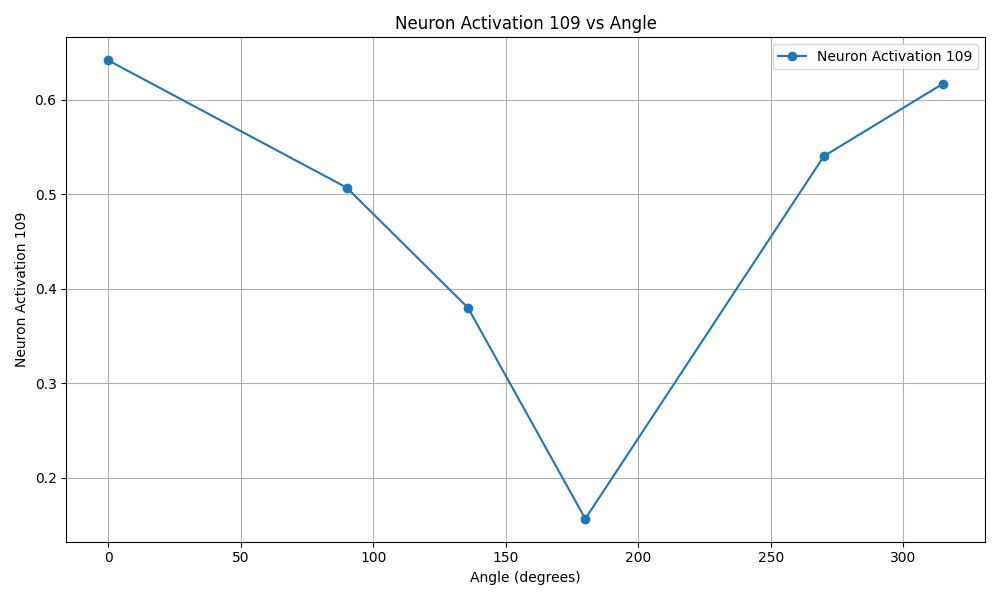 Neuron Activation 109 vs Angle
Neuron Activation 109
0.6
0.5
0.4
0.3
0.2
Neuron Activation 109
0 50 100 150 200 250 300
Angle (degrees)